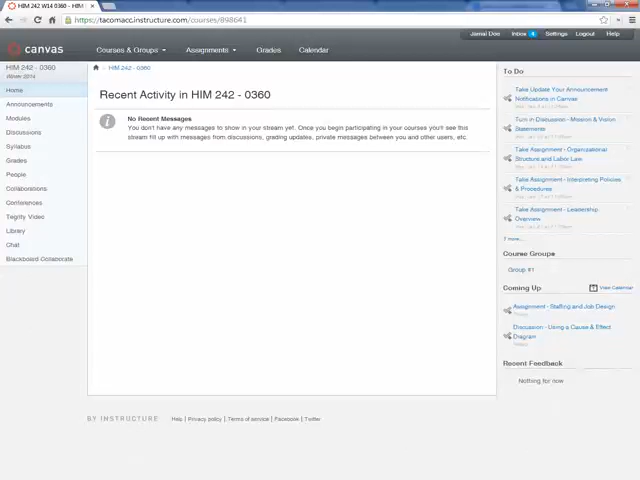 HIM 242 W14 0360 - HIM
https://tacomacc.instructure.com/courses/898641
canvas
Courses & Groups
Assignments
Grades
Calendar
Jamal Doe
Inbox 4
Settings
Logout
Help
HIM 242 - 0360
Winter 2014
HIM 242 - 0360
Home
Announcements
Modules
Discussions
Syllabus
Grades
People
Collaborations
Conferences
Tegrity Video
Library
Chat
Blackboard Collaborate
Recent Activity in HIM 242 - 0360
No Recent Messages
You don't have any messages to show in your stream yet. Once you begin participating in your courses you'll see this
stream fill up with messages from discussions, grading updates, private messages between you and other users, etc.
To Do
Take Update Your Announcement
Notifications in Canvas
Turn in Discussion - Mission & Vision
Statements
Take Assignment - Organizational
Structure and Labor Law
Take Assignment - Interpreting Policies
& Procedures
Take Assignment - Leadership
Overview
7 more...
Course Groups
Group #1
Coming Up
View Calendar
Assignment - Staffing and Job Design
Today
Discussion - Using a Cause & Effect
Diagram
Today
Recent Feedback
Nothing for now
BY INSTRUCTURE
Help | Privacy policy | Terms of service | Facebook | Twitter